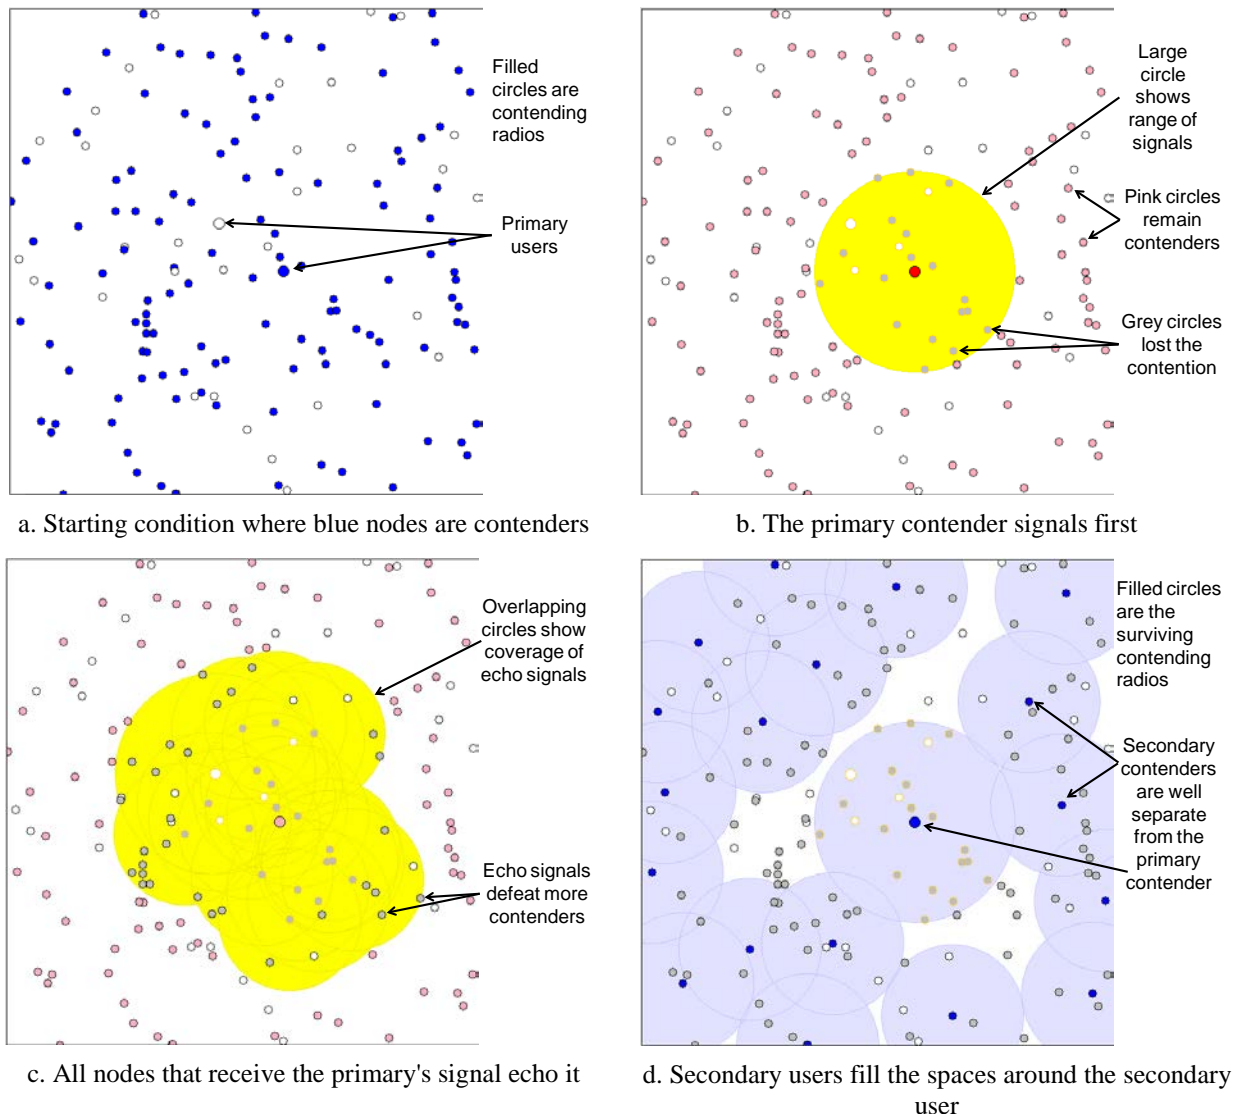 Filled
circles are
contending
radios
Primary
users
a. Starting condition where blue nodes are contenders
Large
circle
shows
range of
signals
Pink circles
remain
contenders
Grey circles
lost the
contention
b. The primary contender signals first
Overlapping
circles show
coverage of
echo signals
Echo signals
defeat more
contenders
c. All nodes that receive the primary's signal echo it
Filled circles
are the
surviving
contending
radios
Secondary
contenders
are well
separate
from the
primary
contender
d. Secondary users fill the spaces around the secondary
user